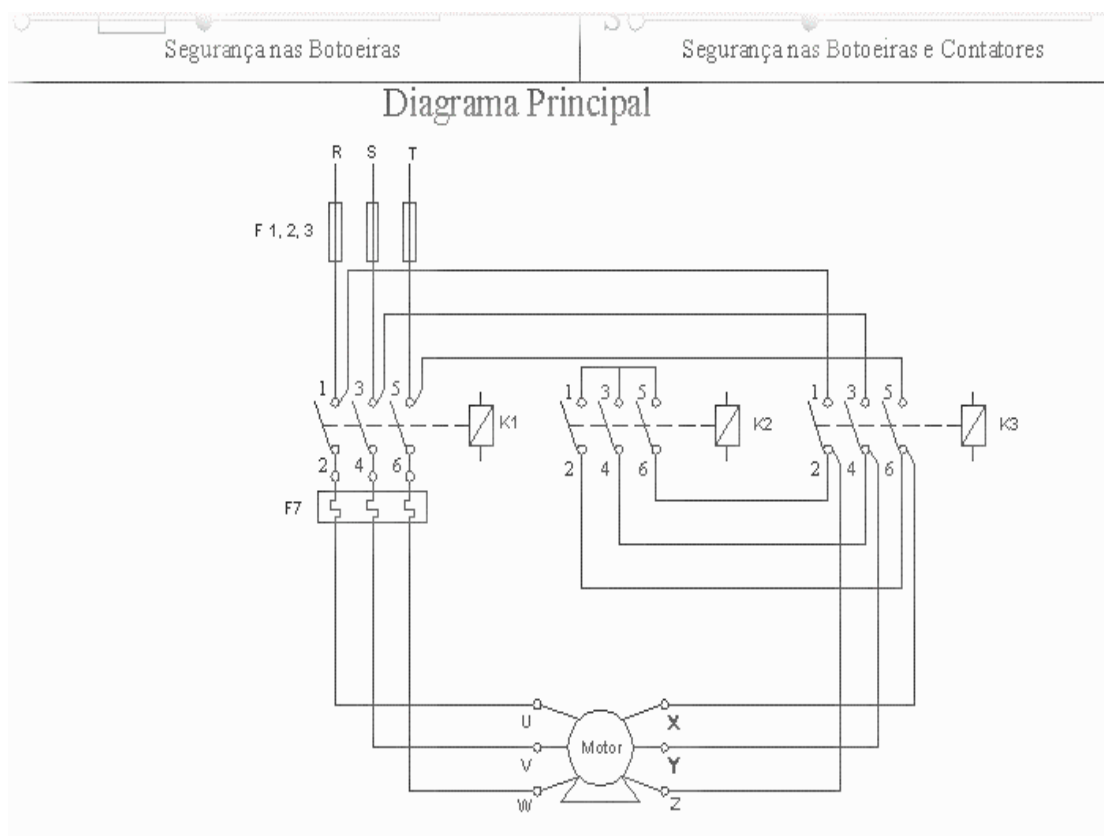 S
Segurança nas Botoeiras
Segurança nas Botoeiras e Contatores
Diagrama Principal
R S T
F 1, 2, 3
1 3 5 K1
1 3 5 K2
1 3 5 K3
2 4 6
2 4 6
2 4 6
F7
U
V
W
Motor
X
Y
Z